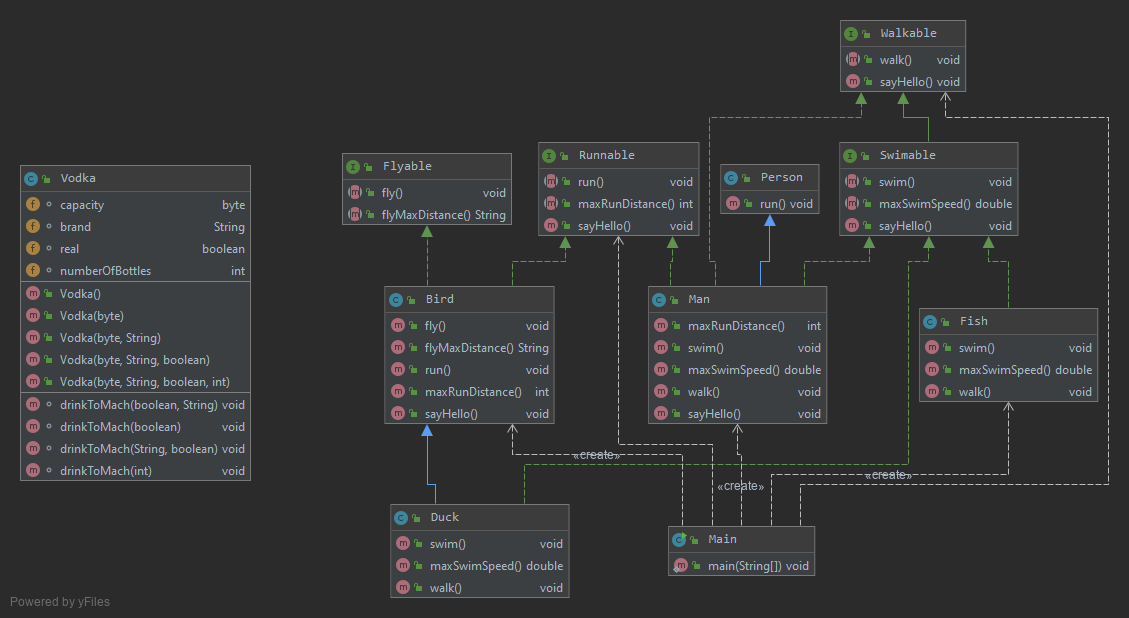 Walkable
walk() void
sayHello() void
Flyable
fly() void
flyMaxDistance() String
Runnable
run() void
maxRunDistance() int
sayHello() void
Person
run() void
Swimable
swim() void
maxSwimSpeed() double
sayHello() void
Vodka
capacity byte
brand String
real boolean
numberOfBottles int
Vodka()
Vodka(byte)
Vodka(byte, String)
Vodka(byte, String, boolean)
Vodka(byte, String, boolean, int)
drinkToMach(boolean, String) void
drinkToMach(boolean) void
drinkToMach(String, boolean) void
drinkToMach(int) void
Bird
fly() void
flyMaxDistance() String
run() void
maxRunDistance() int
sayHello() void
Man
maxRunDistance() int
swim() void
maxSwimSpeed() double
walk() void
sayHello() void
Fish
swim() void
maxSwimSpeed() double
walk() void
«create»
«create»
«create»
Duck
swim() void
maxSwimSpeed() double
walk() void
Main
main(String[]) void
Powered by yFiles